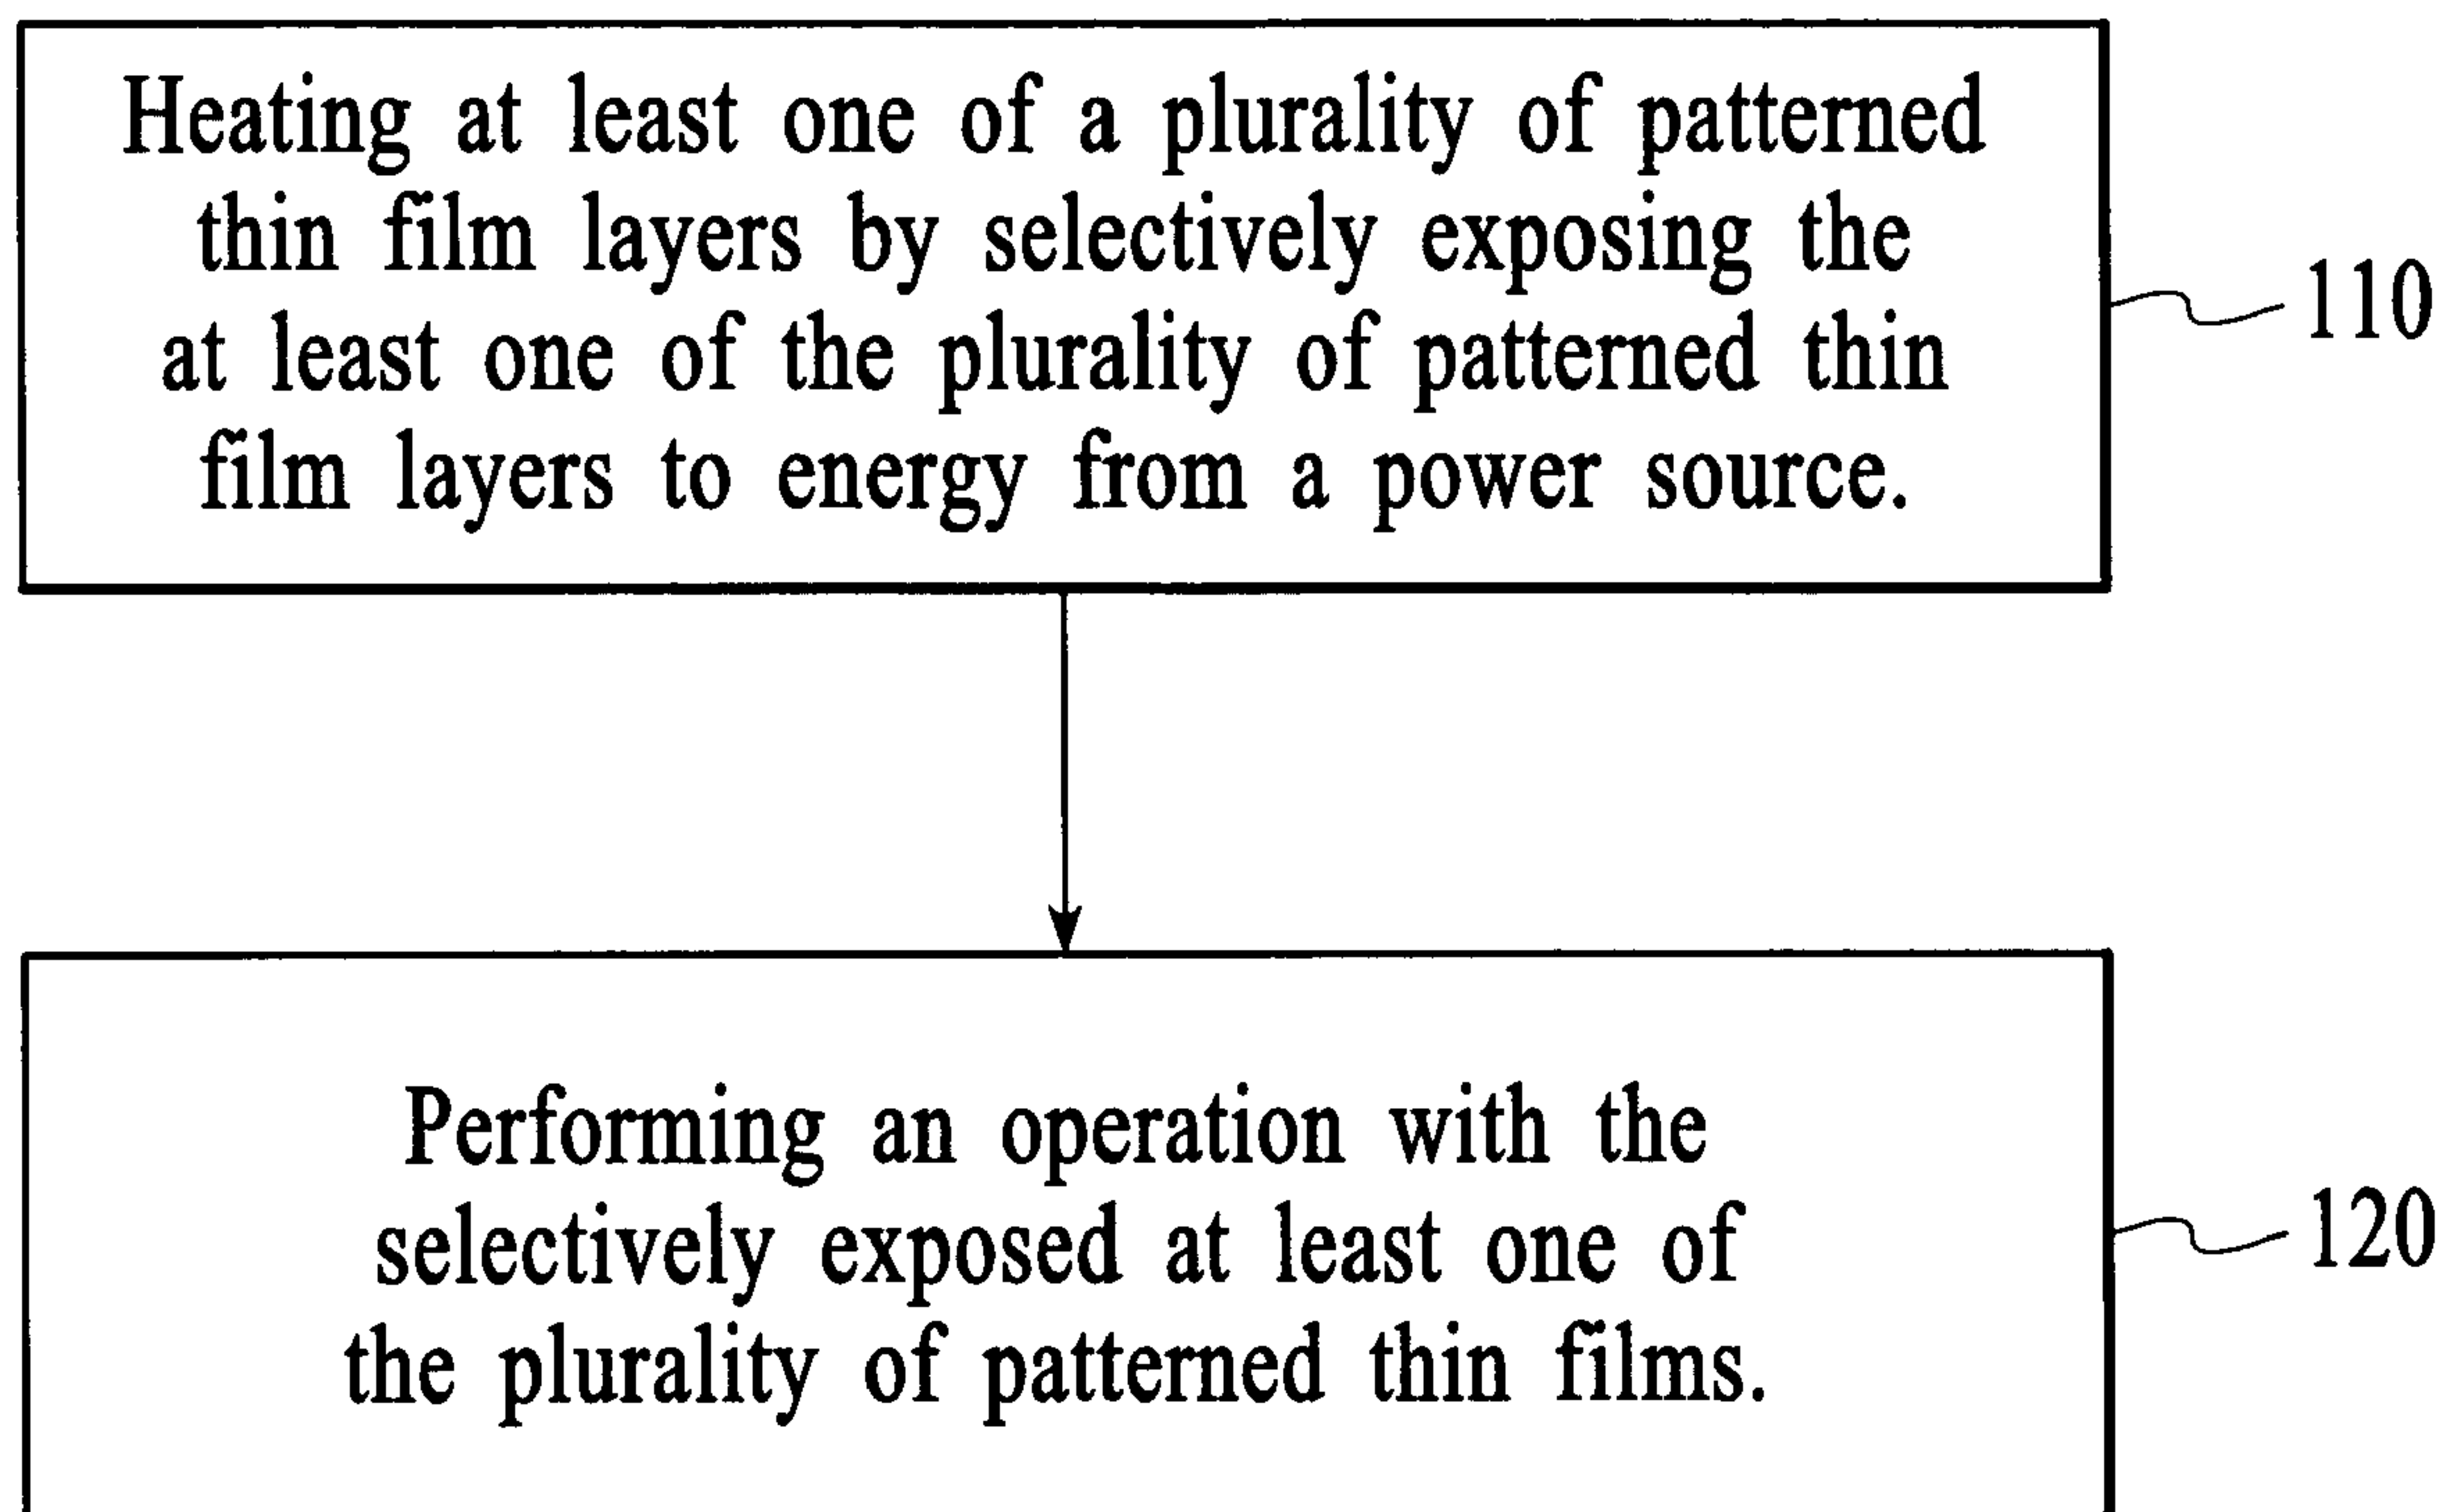 Heating at least one of a plurality of patterned
thin film layers by selectively exposing the
at least one of the plurality of patterned thin
film layers to energy from a power source.
110
Performing an operation with the
selectively exposed at least one of
the plurality of patterned thin films.
120